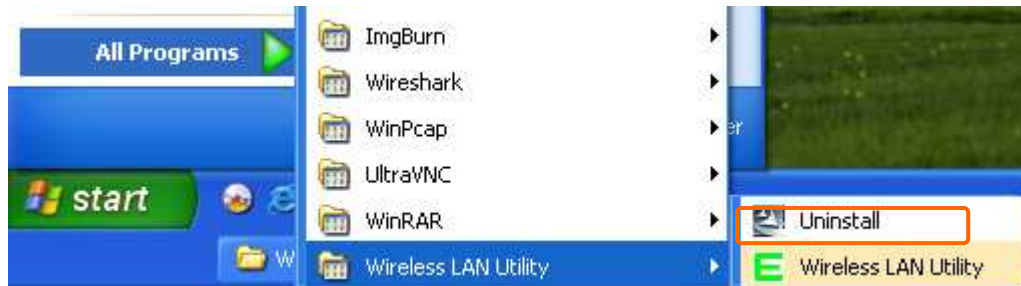 ImgBurn
All Programs
Wireshark
WinPcap
UltraVNC
start
WinRAR
Uninstall
W
Wireless LAN Utility
Wireless LAN Utility